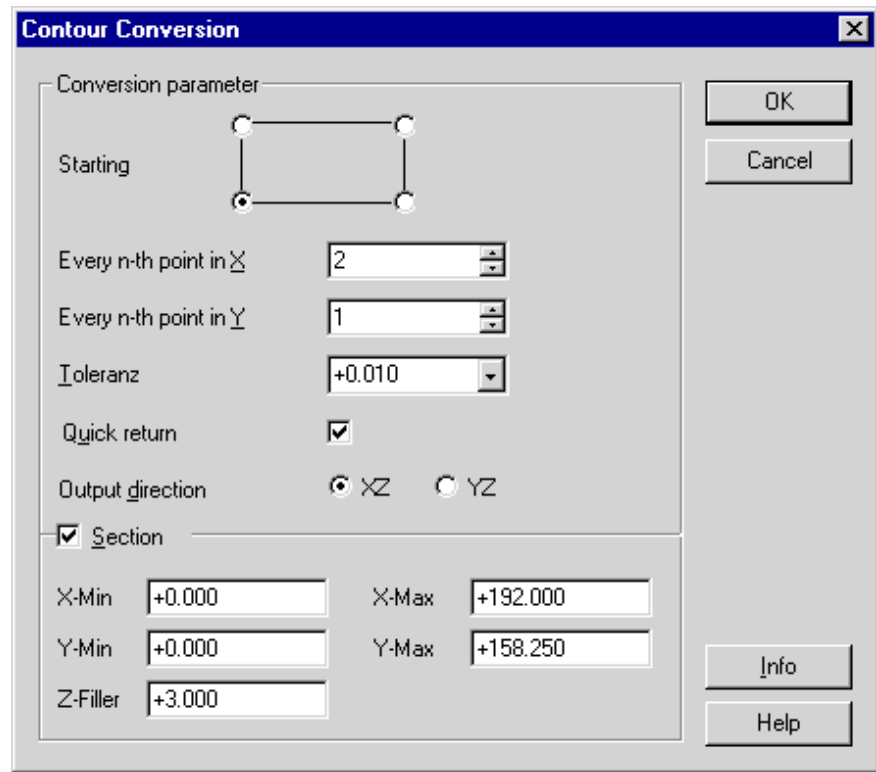 Contour Conversion
Conversion parameter
OK
Starting
Cancel
Every n-th point in X
2
Every n-th point in Y
1
Toleranz
+0.010
Quick return
Output direction
XZ
YZ
Section
X-Min
+0.000
X-Max
+192.000
Y-Min
+0.000
Y-Max
+158.250
Z-Filler
+3.000
Info
Help